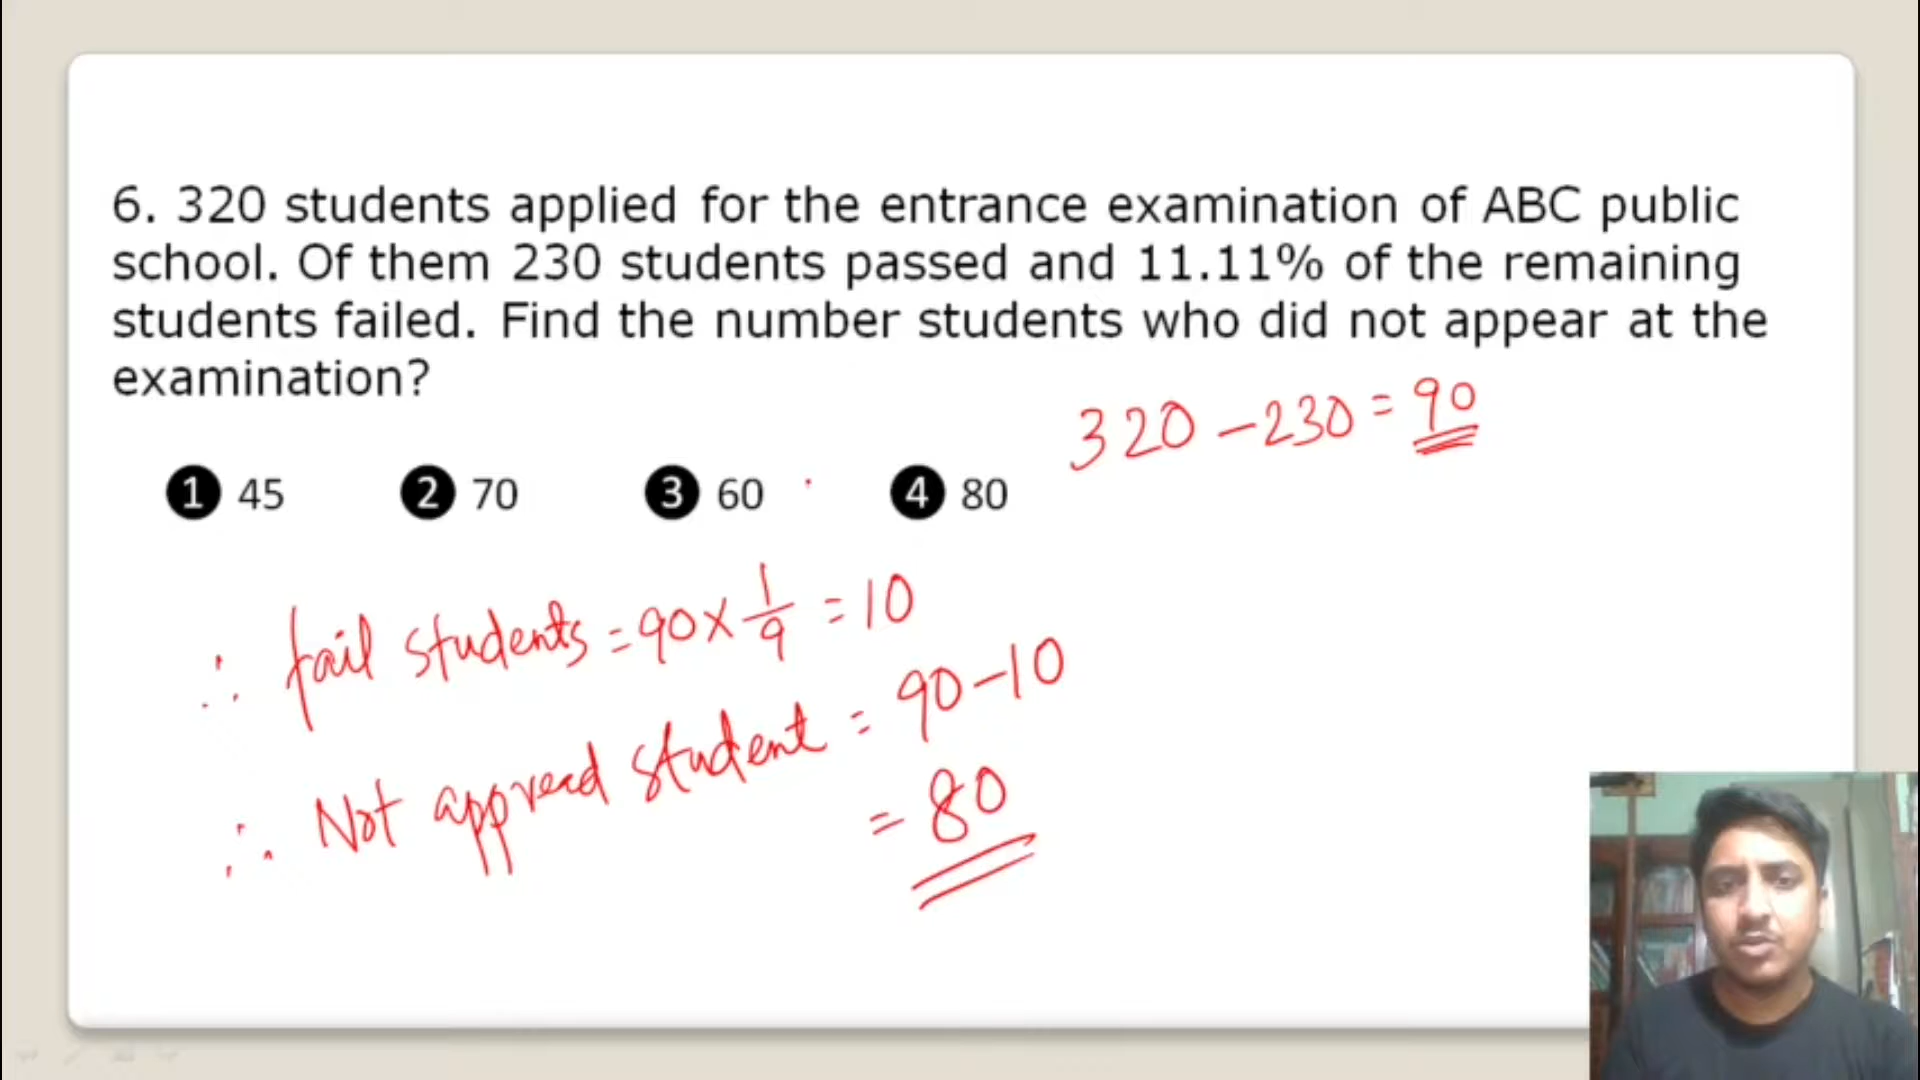 6. 320 students applied for the entrance examination of ABC public
school. Of them 230 students passed and 11.11% of the remaining
students failed. Find the number students who did not appear at the
examination?
320 - 230 = 90
1 45 2 70 3 60 4 80
∴ fail students = 90 × 1/9 = 10
∴ Not appread student = 90 - 10
= 80